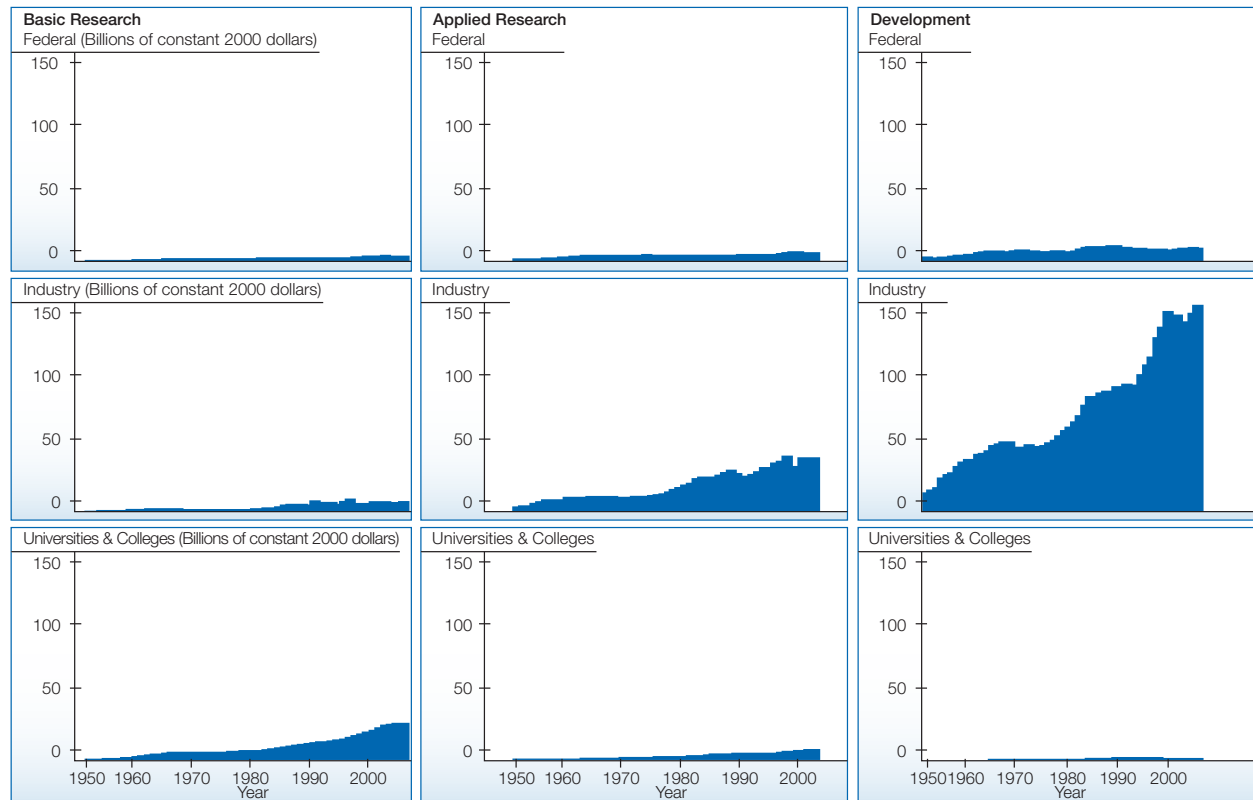 Basic Research
Federal (Billions of constant 2000 dollars)
150
100
50
0
Applied Research
Federal
150
100
50
0
Development
Federal
150
100
50
0
Industry (Billions of constant 2000 dollars)
150
100
50
0
Industry
150
100
50
0
Industry
150
100
50
0
Universities & Colleges (Billions of constant 2000 dollars)
150
100
50
0
1950 1960 1970 1980 1990 2000
Year
Universities & Colleges
150
100
50
0
1950 1960 1970 1980 1990 2000
Year
Universities & Colleges
150
100
50
0
1950 1960 1970 1980 1990 2000
Year